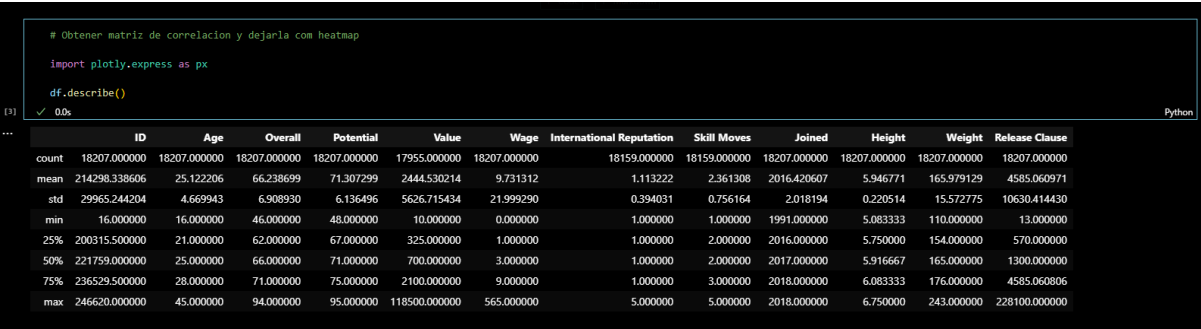 # Obtener matriz de correlacion y dejarla com heatmap
import plotly.express as px
df.describe()
[3] ✓ 0.0s Python
... ID Age Overall Potential Value Wage International Reputation Skill Moves Joined Height Weight Release Clause
count 18207.000000 18207.000000 18207.000000 18207.000000 17955.000000 18207.000000 18159.000000 18159.000000 18207.000000 18207.000000 18207.000000 18207.000000
mean 214298.338606 25.122206 66.238699 71.307299 2444.530214 9.731312 1.113222 2.361308 2016.420607 5.946771 165.979129 4585.060971
std 29965.244204 4.669943 6.908930 6.136496 5626.715434 21.999290 0.394031 0.756164 2.018194 0.220514 15.572775 10630.414430
min 16.000000 16.000000 46.000000 48.000000 10.000000 0.000000 1.000000 1.000000 1991.000000 5.083333 110.000000 13.000000
25% 200315.500000 21.000000 62.000000 67.000000 325.000000 1.000000 1.000000 2.000000 2016.000000 5.750000 154.000000 570.000000
50% 221759.000000 25.000000 66.000000 71.000000 700.000000 3.000000 1.000000 2.000000 2017.000000 5.916667 165.000000 1300.000000
75% 236529.500000 28.000000 71.000000 75.000000 2100.000000 9.000000 1.000000 3.000000 2018.000000 6.083333 176.000000 4585.060806
max 246620.000000 45.000000 94.000000 95.000000 118500.000000 565.000000 5.000000 5.000000 2018.000000 6.750000 243.000000 228100.000000